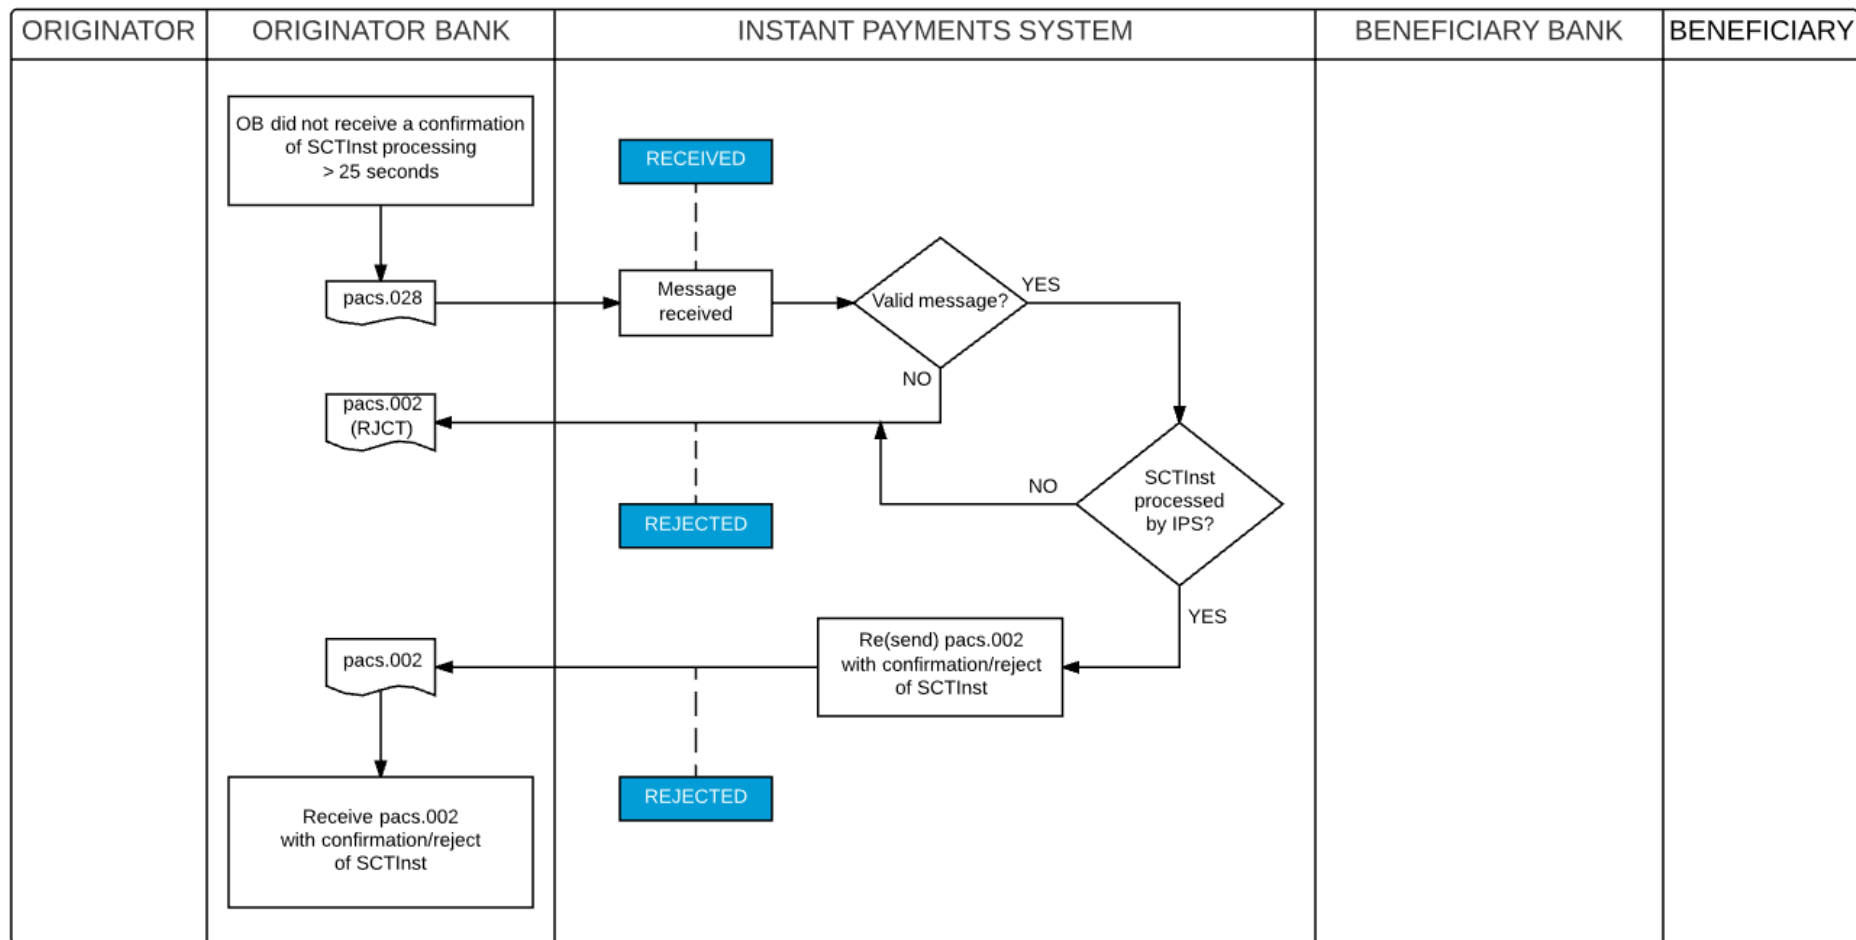 ORIGINATOR
ORIGINATOR BANK
INSTANT PAYMENTS SYSTEM
BENEFICIARY BANK
BENEFICIARY
OB did not receive a confirmation
of SCTInst processing
> 25 seconds
RECEIVED
pacs.028
Message
received
Valid message?
YES
NO
pacs.002
(RJCT)
REJECTED
NO
SCTInst
processed
by IPS?
YES
Re(send) pacs.002
with confirmation/reject
of SCTInst
pacs.002
REJECTED
Receive pacs.002
with confirmation/reject
of SCTInst